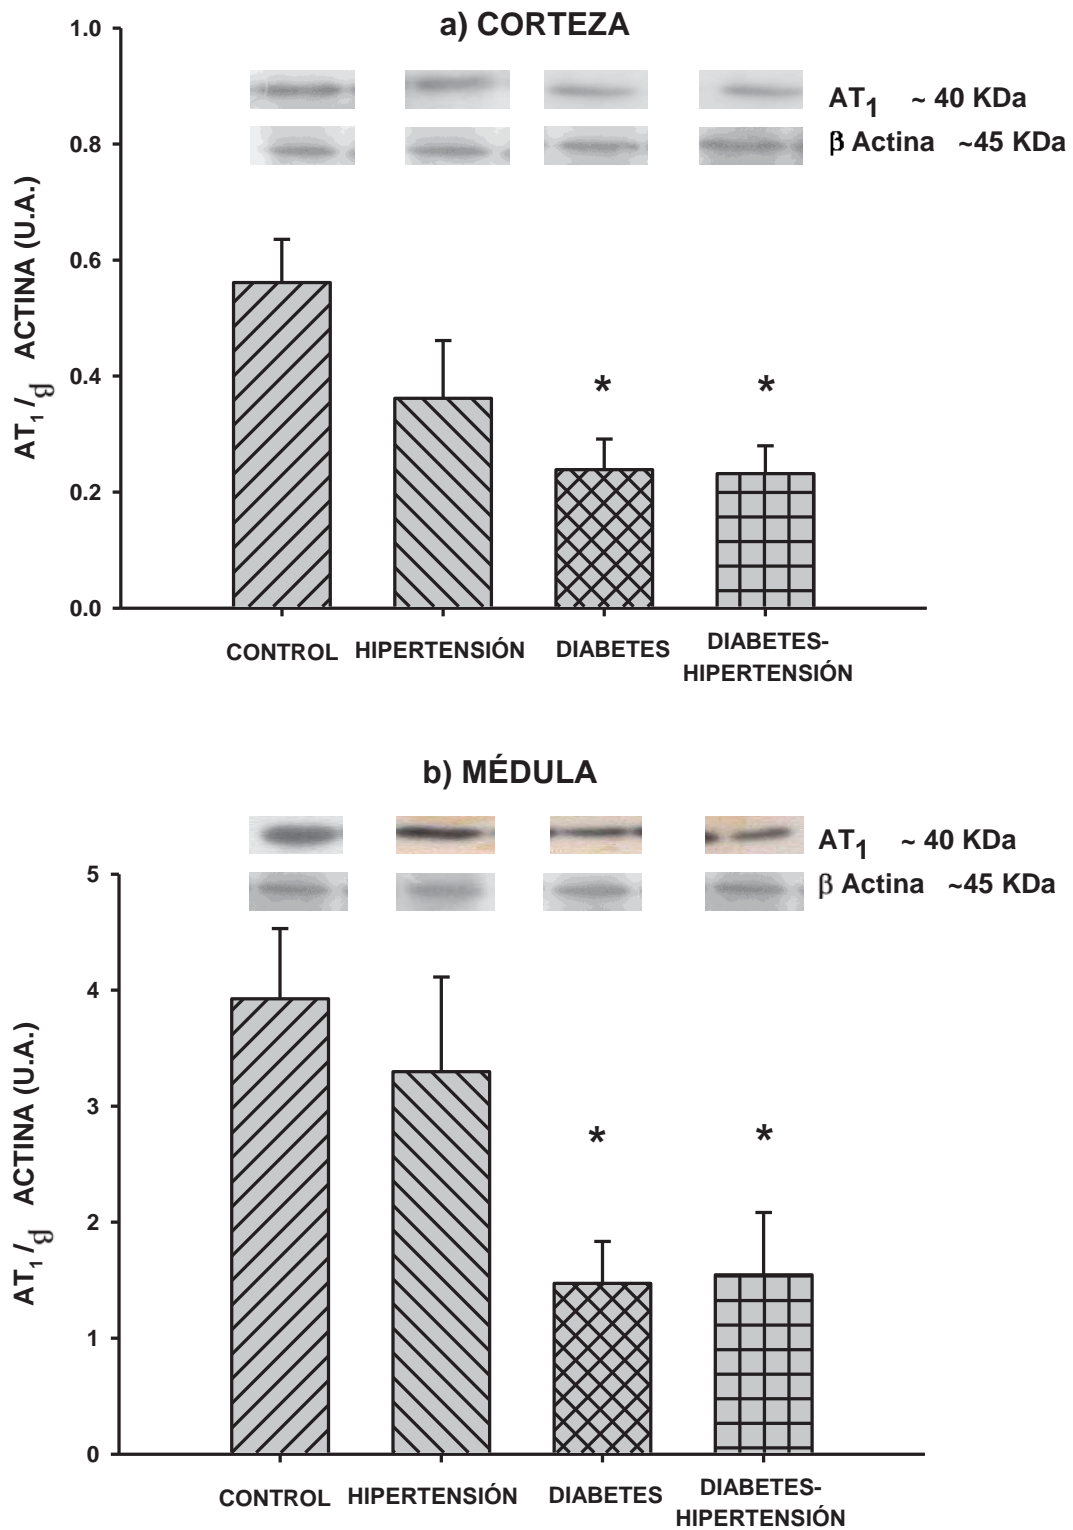 a) CORTEZA
AT1 ~ 40 KDa
β Actina ~45 KDa
AT1 /β ACTINA (U.A.)
1.0
0.8
0.6
0.4
0.2
0.0
* *
CONTROL HIPERTENSIÓN DIABETES DIABETES-
HIPERTENSIÓN
b) MÉDULA
AT1 ~ 40 KDa
β Actina ~45 KDa
AT1 /β ACTINA (U.A.)
5
4
3
2
1
0
* *
CONTROL HIPERTENSIÓN DIABETES DIABETES-
HIPERTENSIÓN